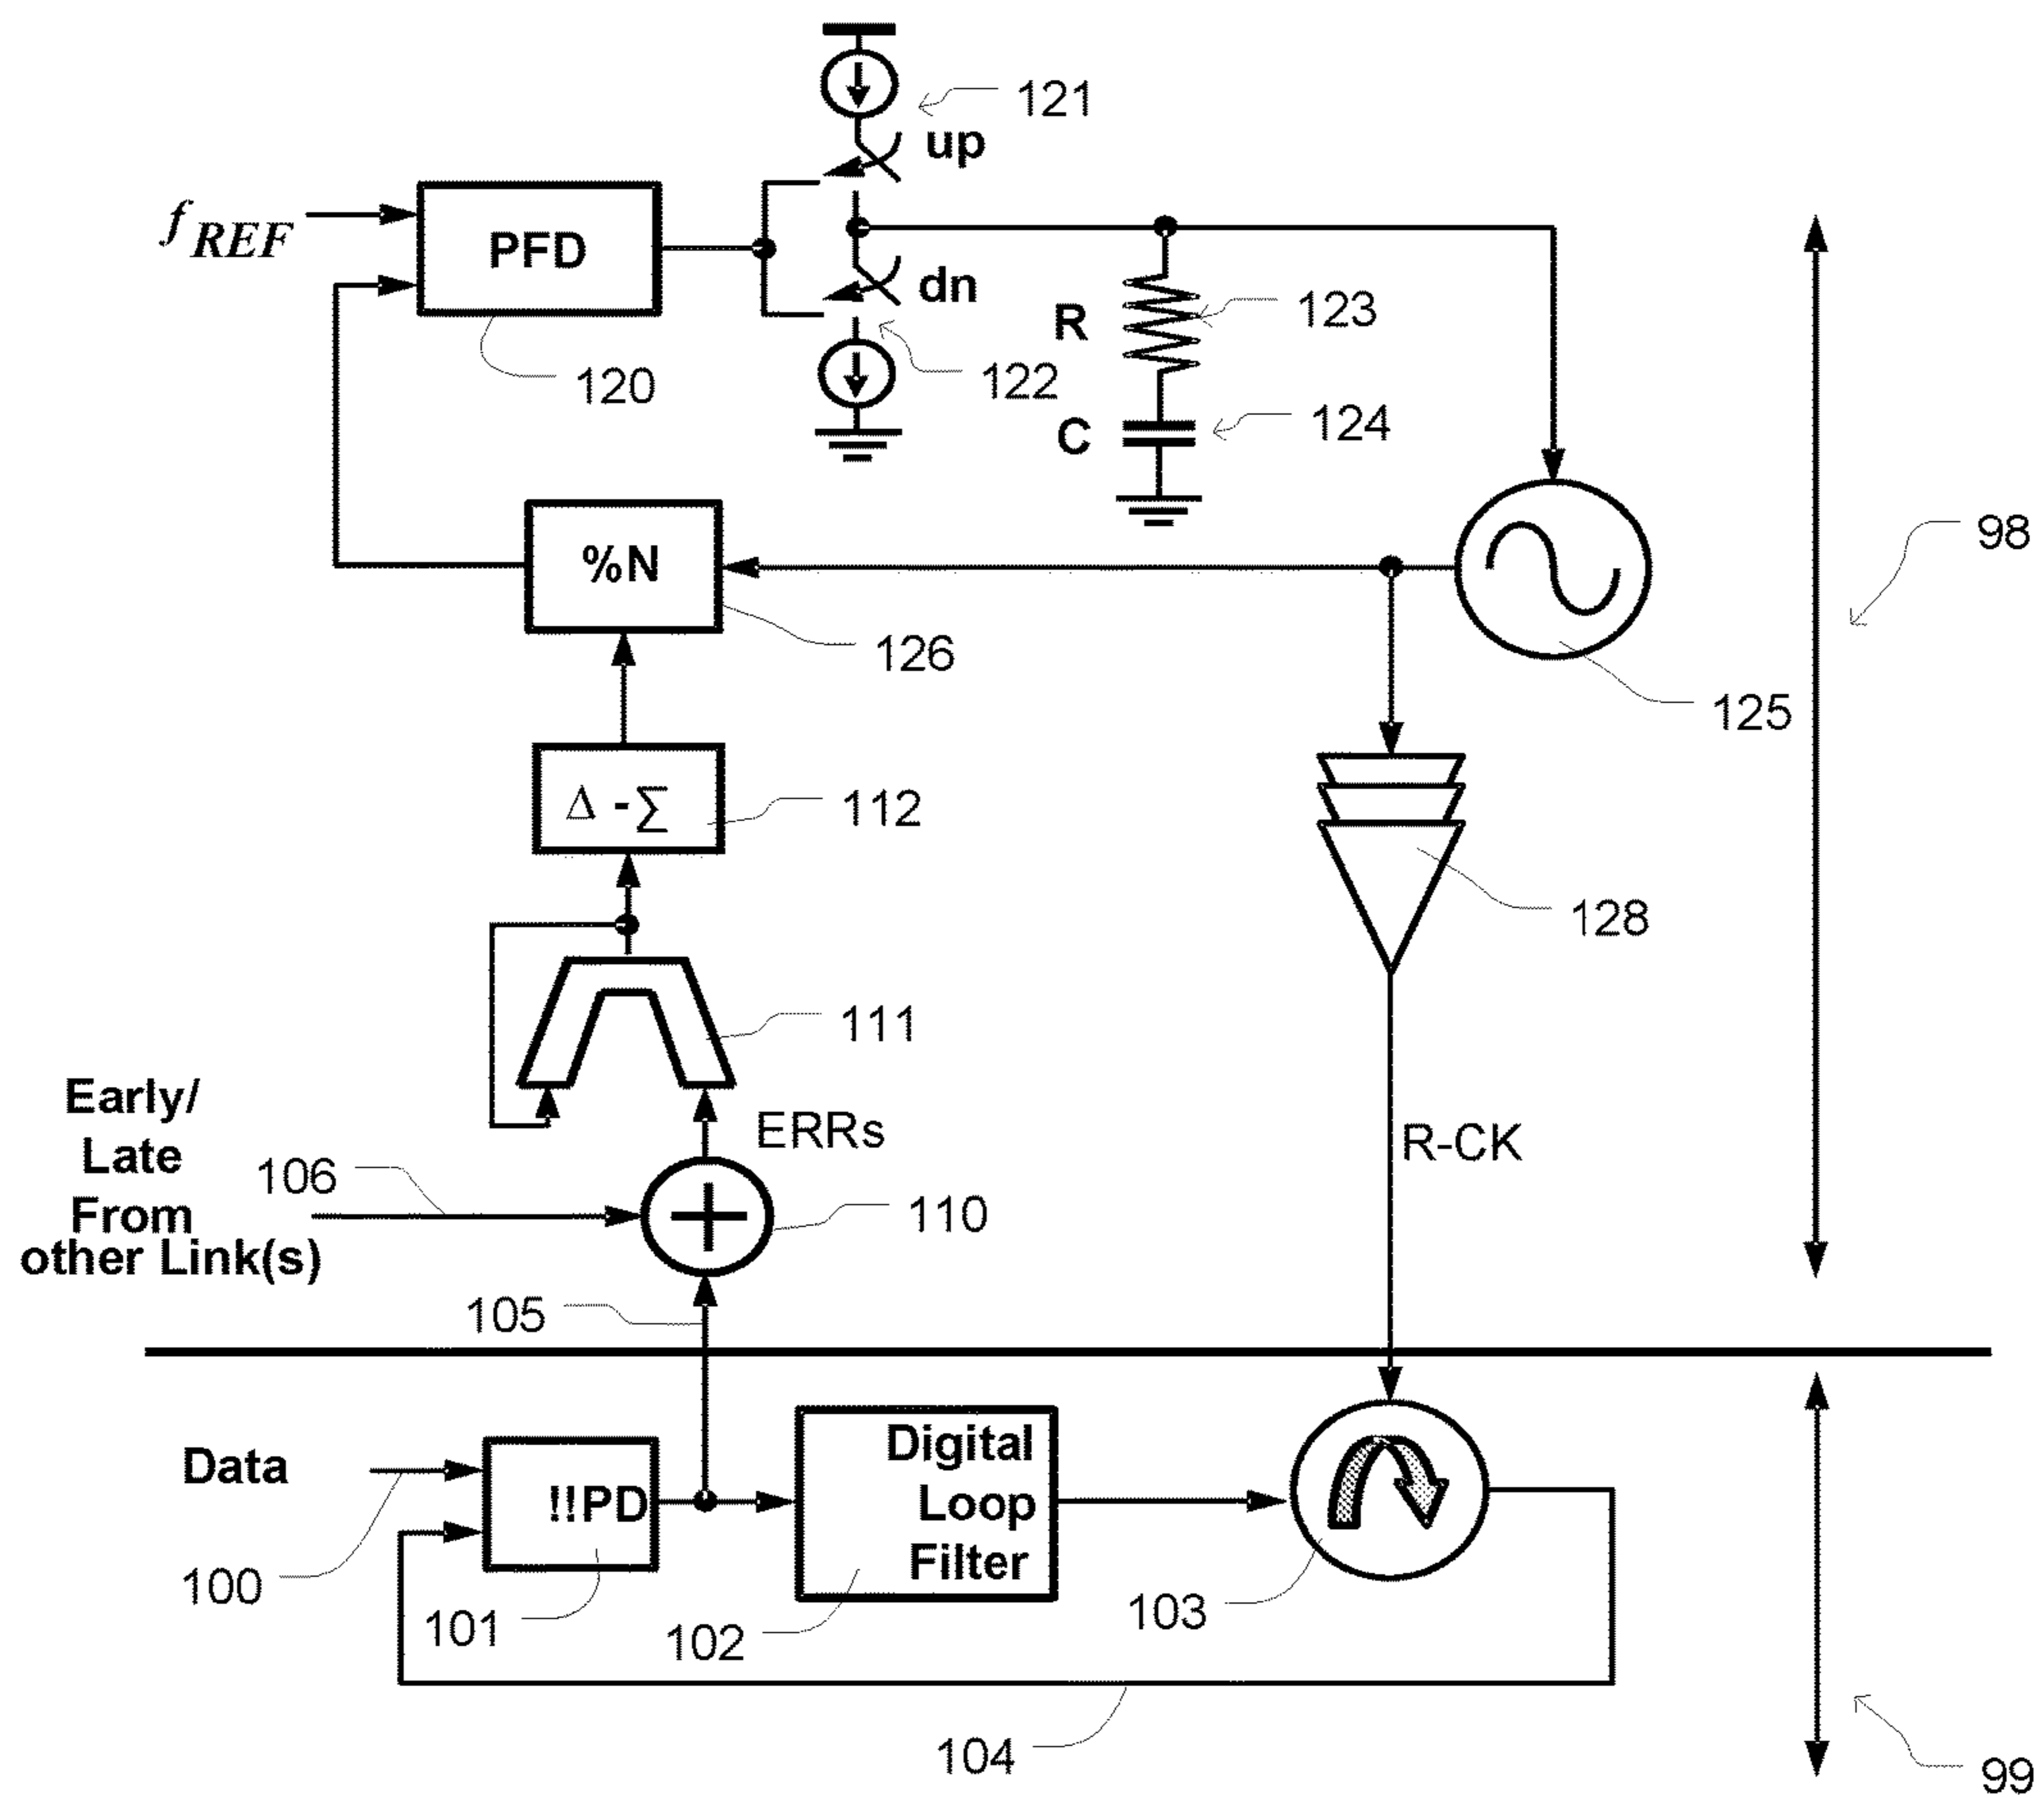 121
up
f REF
PFD
dn
R
123
122
120
C
124
98
%N
126
125
Δ - Σ
112
128
111
Early/
Late
From
other Link(s)
ERRs
R-CK
106
110
105
Data
!!PD
Digital
Loop
Filter
100
101
102
103
104
99